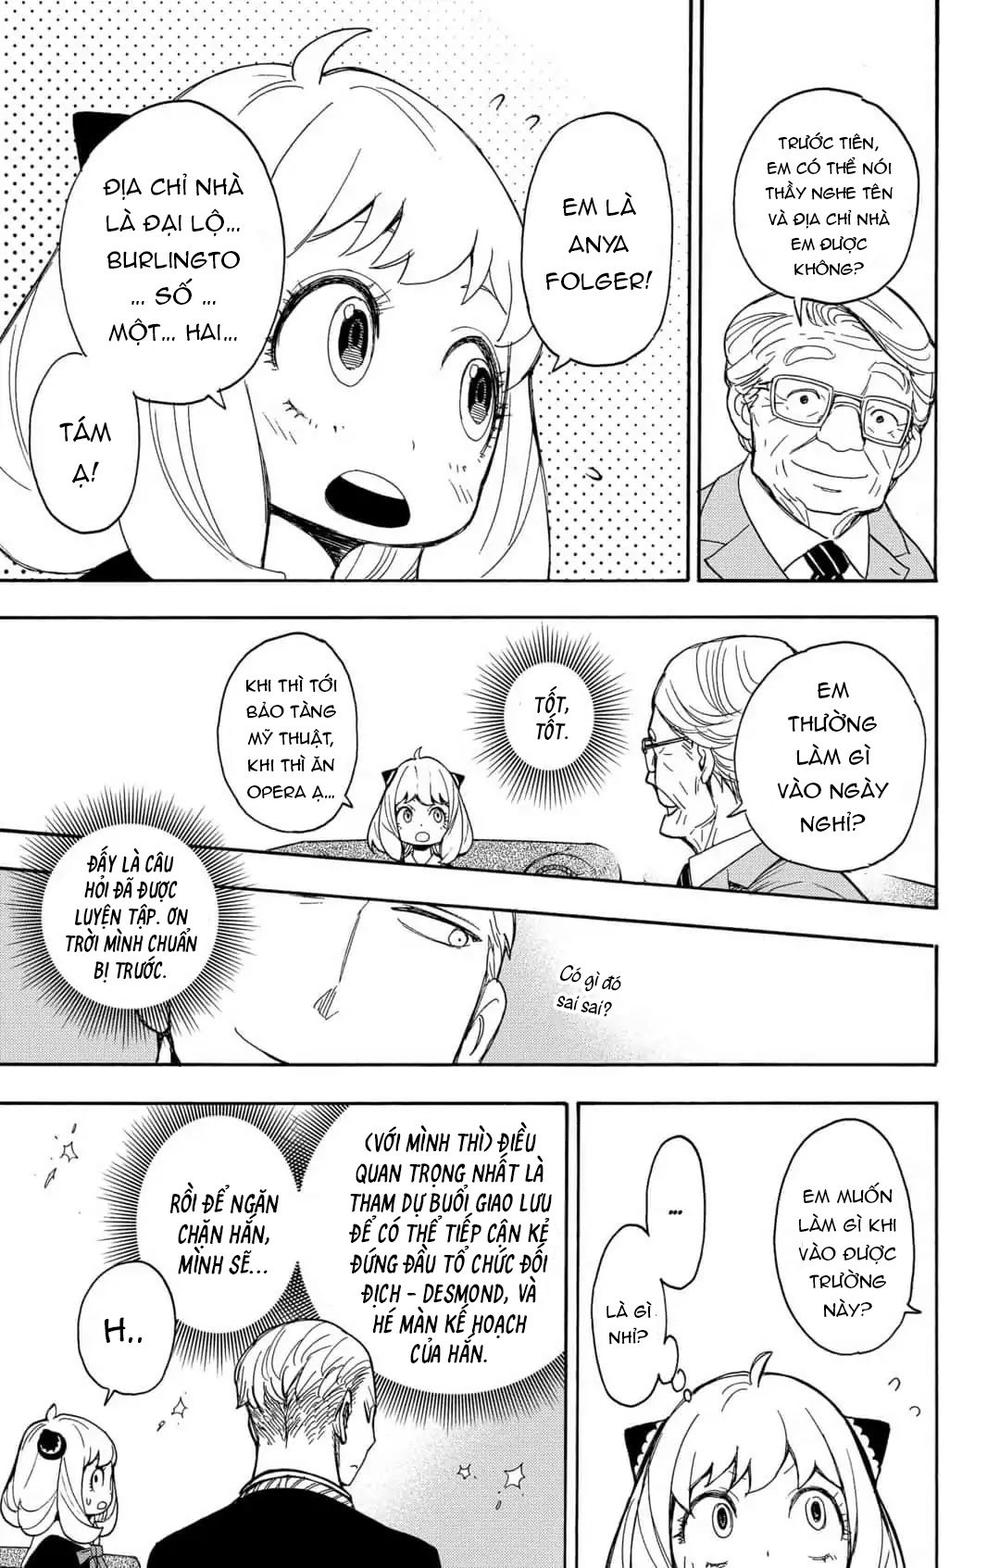 TRƯỚC TIÊN,
EM CÓ THỂ NÓI
THẦY NGHE TÊN
VÀ ĐỊA CHỈ NHÀ
EM ĐƯỢC
KHÔNG?
EM LÀ
ANYA
FOLGER!
ĐỊA CHỈ NHÀ
LÀ ĐẠI LỘ...
BURLINGTO
... SỐ ...
MỘT... HAI...
TÁM
Ạ!
EM
THƯỜNG
LÀM GÌ
VÀO NGÀY
NGHỈ?
TỐT,
TỐT.
KHI THÌ TỚI
BẢO TÀNG
MỸ THUẬT,
KHI THÌ ĂN
OPERA Ạ...
ĐẤY LÀ CÂU
HỎI ĐÃ ĐƯỢC
LUYỆN TẬP. ƠN
TRỜI MÌNH CHUẨN
BỊ TRƯỚC.
Có gì đó
sai sai?
EM MUỐN
LÀM GÌ KHI
VÀO ĐƯỢC
TRƯỜNG
NÀY?
...
LÀ GÌ
NHỈ?
(VỚI MÌNH THÌ) ĐIỀU
QUAN TRỌNG NHẤT LÀ
THAM DỰ BUỔI GIAO LƯU
ĐỂ CÓ THỂ TIẾP CẬN KẺ
ĐỨNG ĐẦU TỔ CHỨC ĐỐI
ĐỊCH - DESMOND, VÀ
HÉ MÀN KẾ HOẠCH
CỦA HẮN.
RỒI ĐỂ NGĂN
CHẶN HẮN,
MÌNH SẼ...
H..